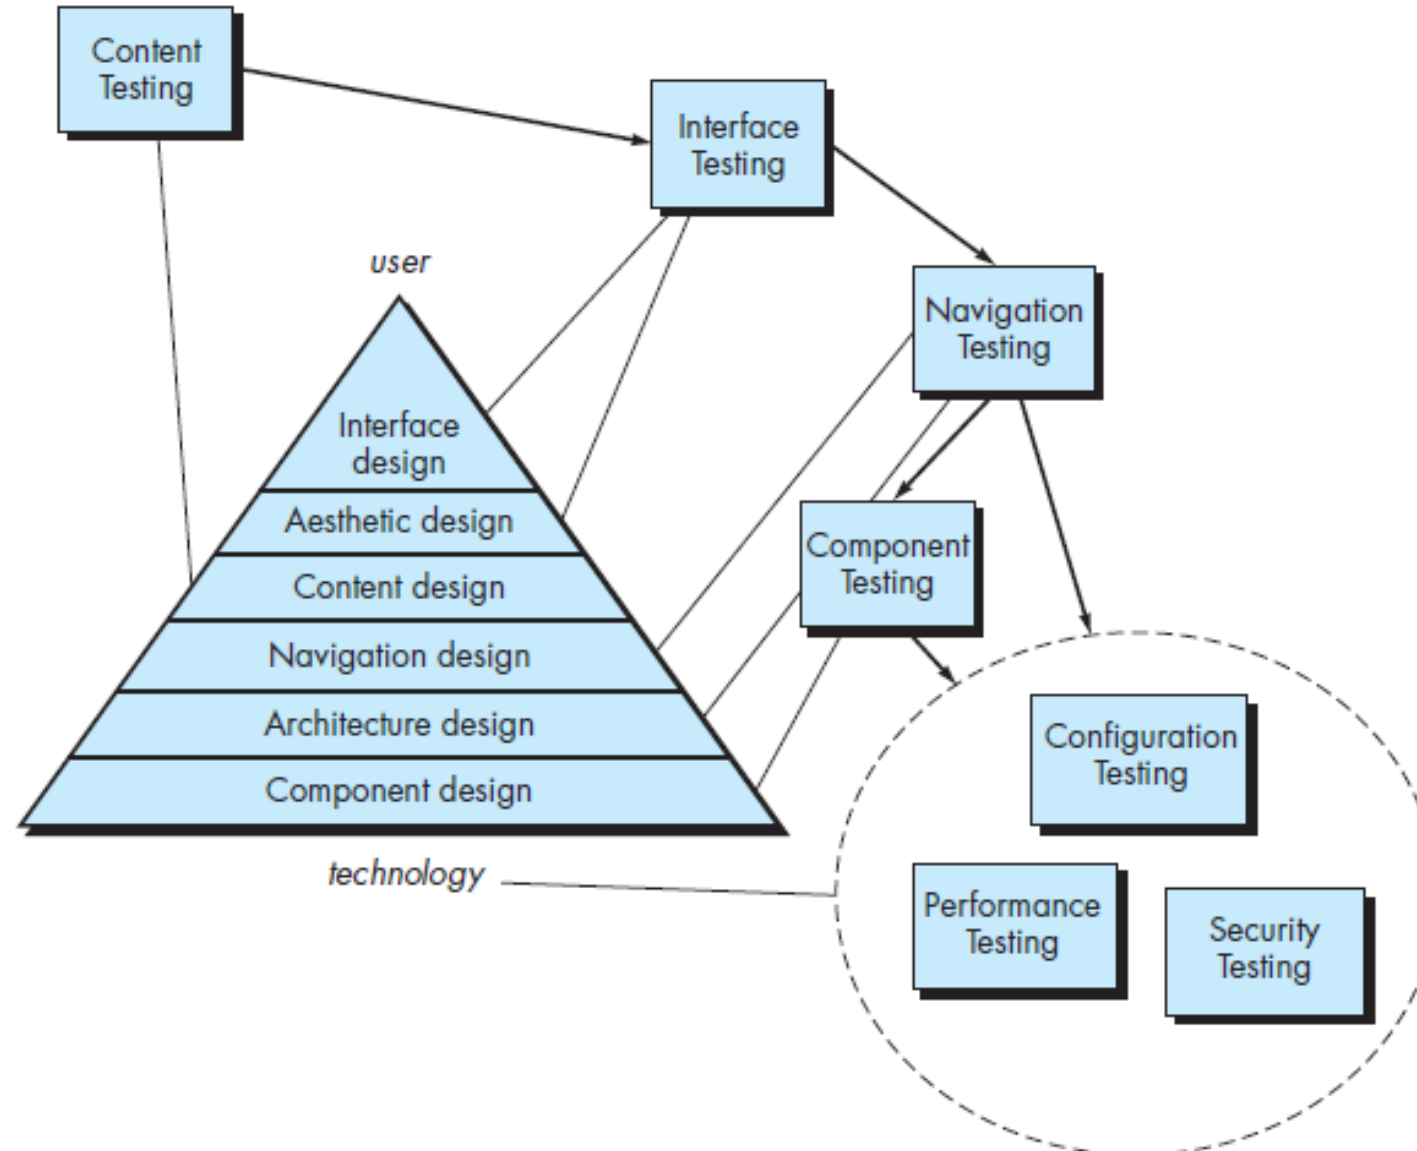 Content
Testing
Interface
Testing
user
Navigation
Testing
Interface
design
Aesthetic design
Component
Testing
Content design
Navigation design
Architecture design
Configuration
Testing
Component design
technology
Performance
Testing
Security
Testing